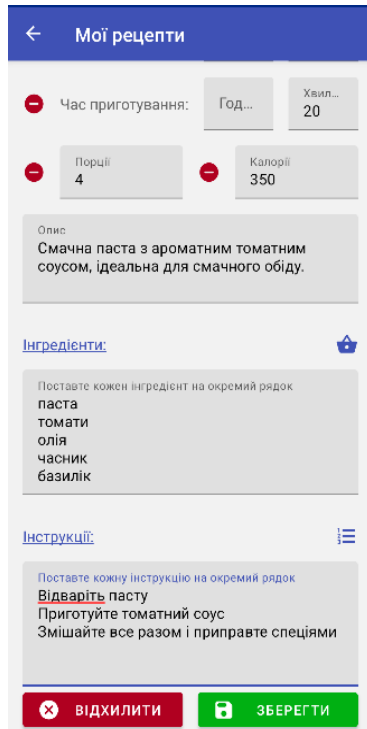 Мої рецепти
Час приготування:
Год...
Хвил...
20
Порції
4
Калорії
350
Опис
Смачна паста з ароматним томатним
соусом, ідеальна для смачного обіду.
Інгредієнти:
Поставте кожен інгредієнт на окремий рядок
паста
томати
олія
часник
базилік
Інструкції:
Поставте кожну інструкцію на окремий рядок
Відваріть пасту
Приготуйте томатний соус
Змішайте все разом і приправте спеціями
ВІДХИЛИТИ
ЗБЕРЕГТИ